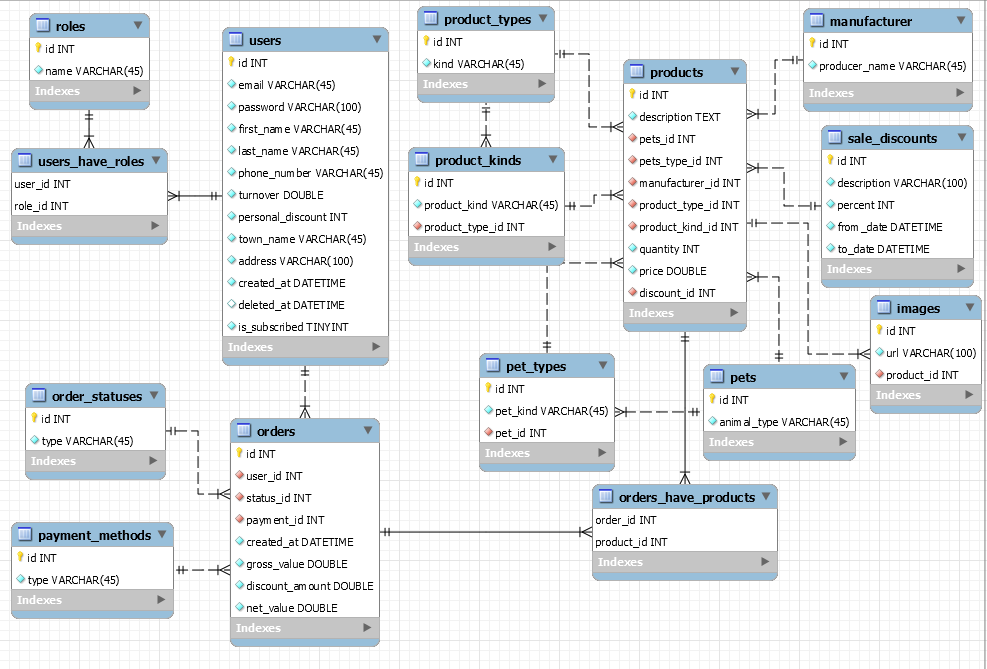 roles
id INT
name VARCHAR(45)
Indexes
users_have_roles
user_id INT
role_id INT
Indexes
users
id INT
email VARCHAR(45)
password VARCHAR(100)
first_name VARCHAR(45)
last_name VARCHAR(45)
phone_number VARCHAR(45)
turnover DOUBLE
personal_discount INT
town_name VARCHAR(45)
address VARCHAR(100)
created_at DATETIME
deleted_at DATETIME
is_subscribed TINYINT
Indexes
product_types
id INT
kind VARCHAR(45)
Indexes
product_kinds
id INT
product_kind VARCHAR(45)
product_type_id INT
Indexes
products
id INT
description TEXT
pets_id INT
pets_type_id INT
manufacturer_id INT
product_type_id INT
product_kind_id INT
quantity INT
price DOUBLE
discount_id INT
Indexes
manufacturer
id INT
producer_name VARCHAR(45)
Indexes
sale_discounts
id INT
description VARCHAR(100)
percent INT
from_date DATETIME
to_date DATETIME
Indexes
images
id INT
url VARCHAR(100)
product_id INT
Indexes
pet_types
id INT
pet_kind VARCHAR(45)
pet_id INT
Indexes
pets
id INT
animal_type VARCHAR(45)
Indexes
order_statuses
id INT
type VARCHAR(45)
Indexes
payment_methods
id INT
type VARCHAR(45)
Indexes
orders
id INT
user_id INT
status_id INT
payment_id INT
created_at DATETIME
gross_value DOUBLE
discount_amount DOUBLE
net_value DOUBLE
Indexes
orders_have_products
order_id INT
product_id INT
Indexes